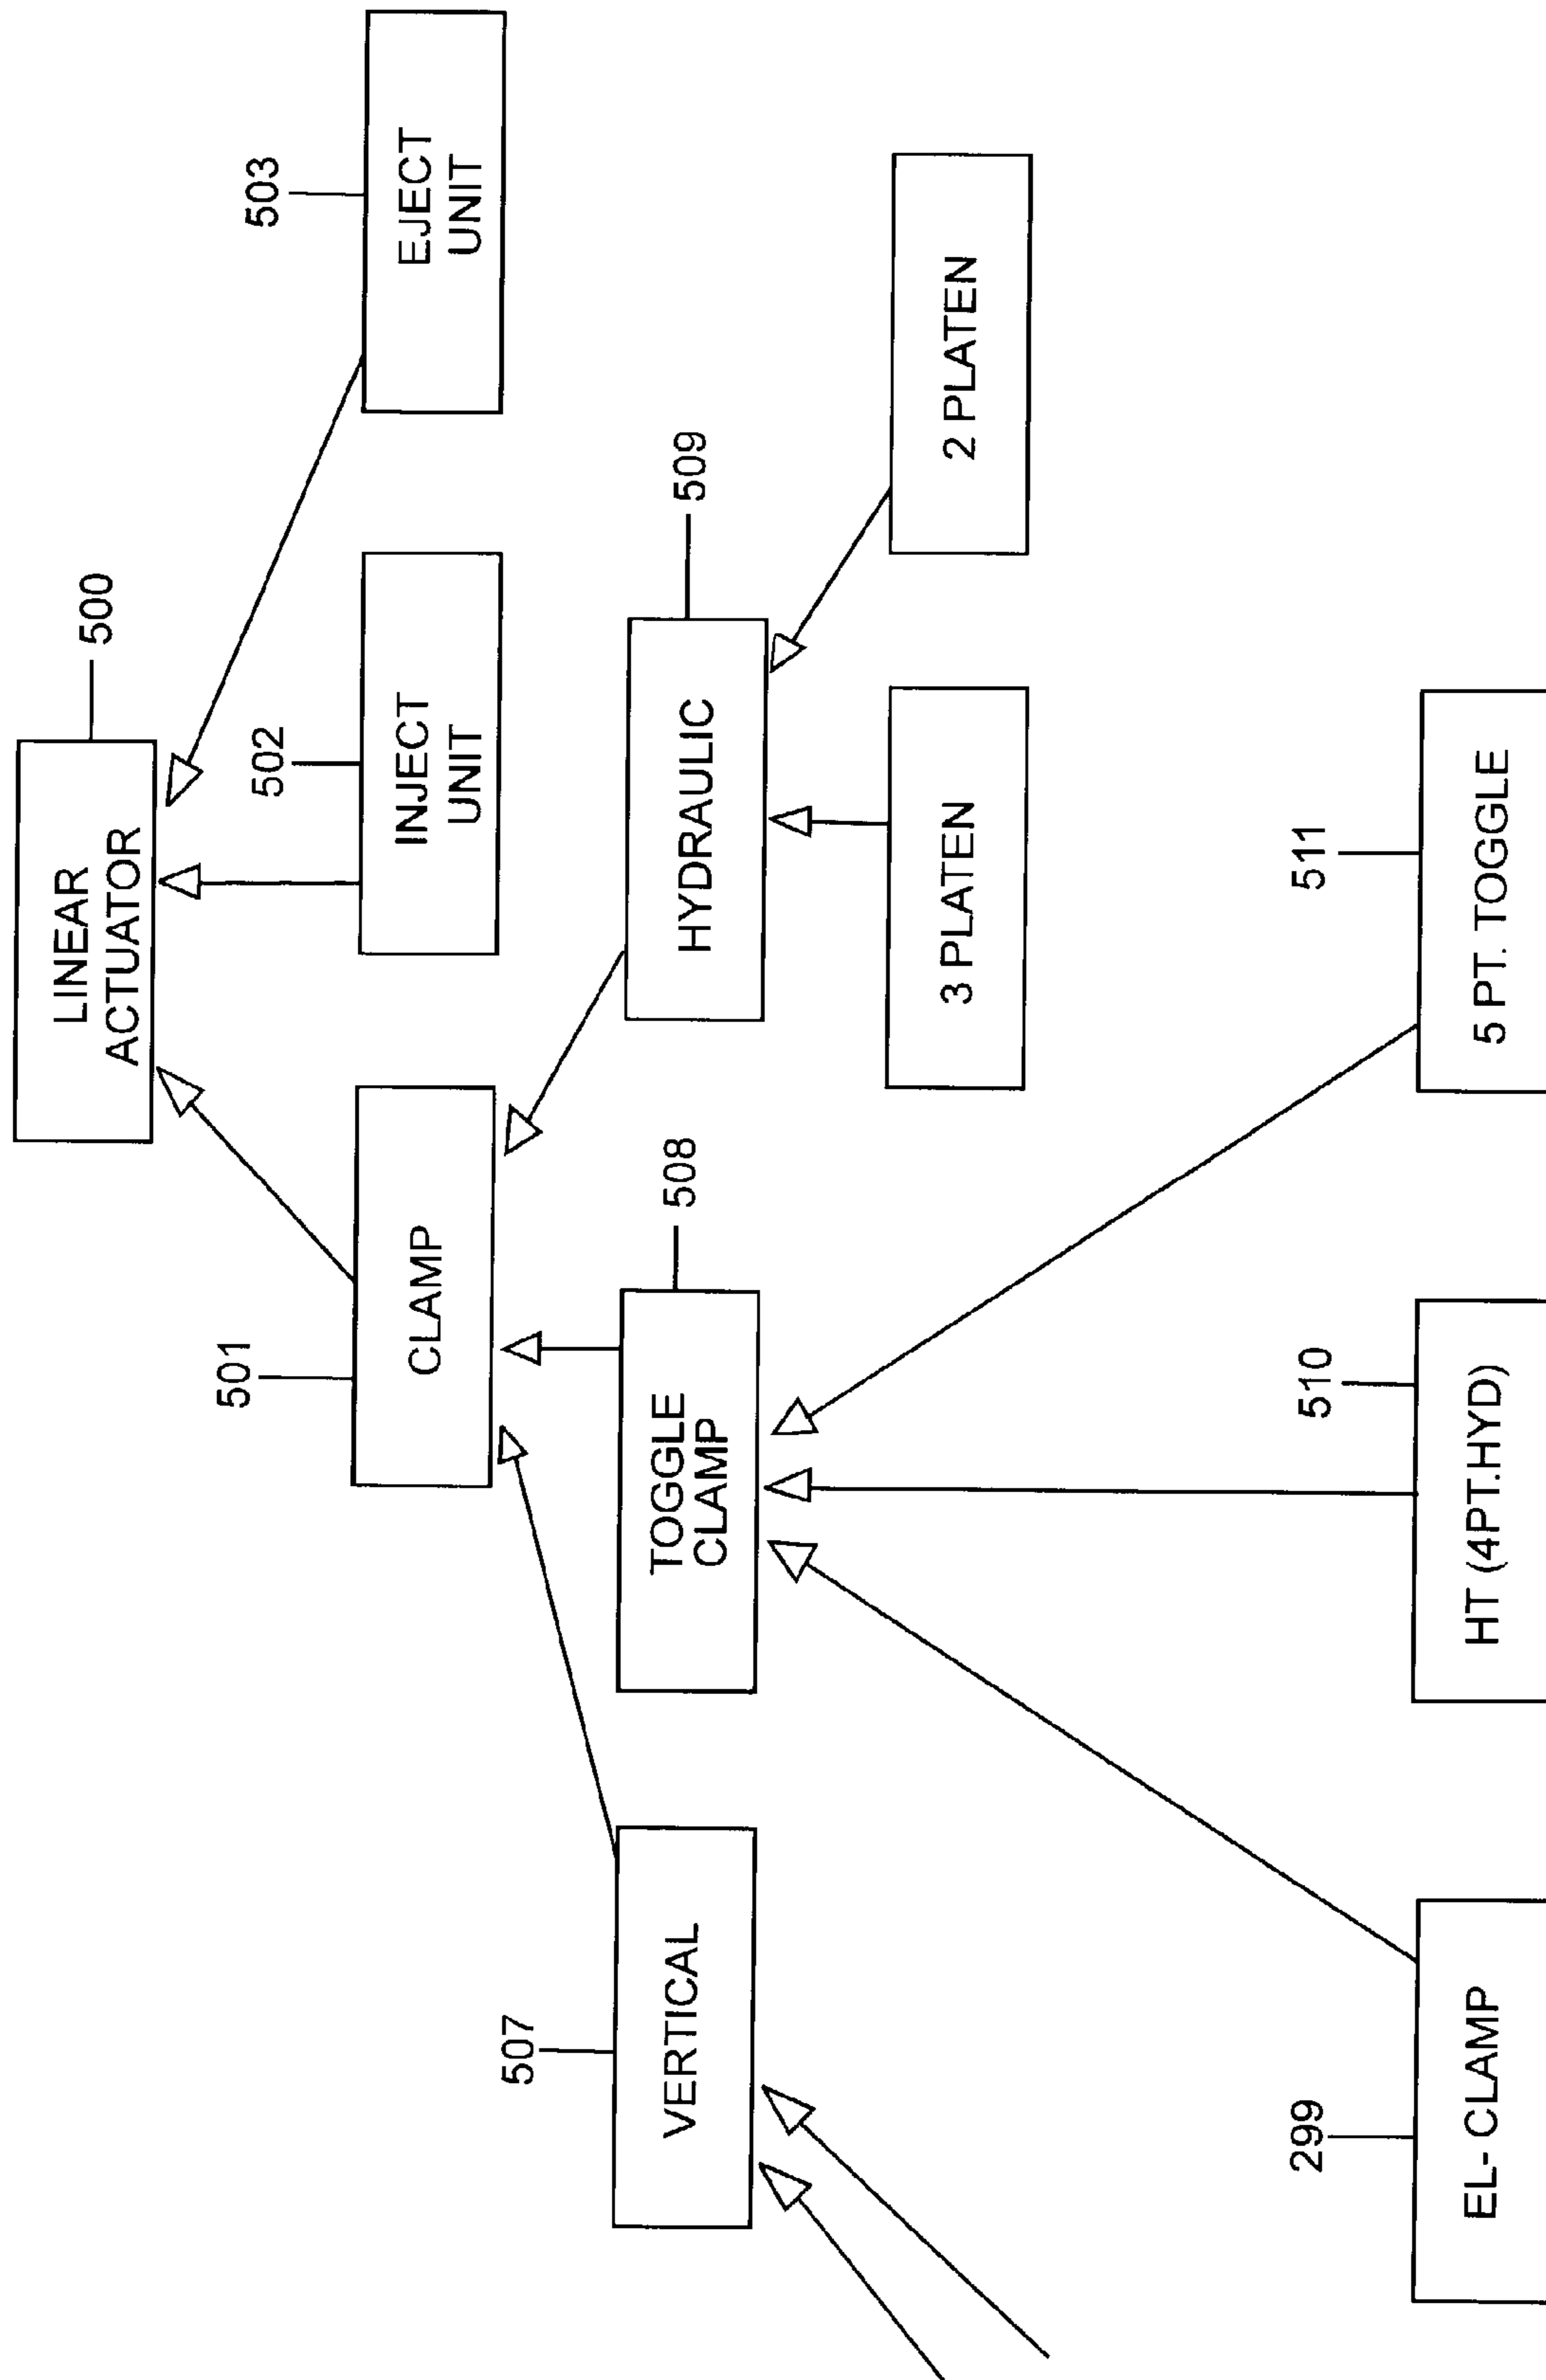 500
LINEAR
ACTUATOR
503
EJECT
UNIT
502
INJECT
UNIT
501
CLAMP
509
HYDRAULIC
508
TOGGLE
CLAMP
507
VERTICAL
2 PLATEN
3 PLATEN
511
5 PT. TOGGLE
510
HT (4PT.HYD)
299
EL- CLAMP